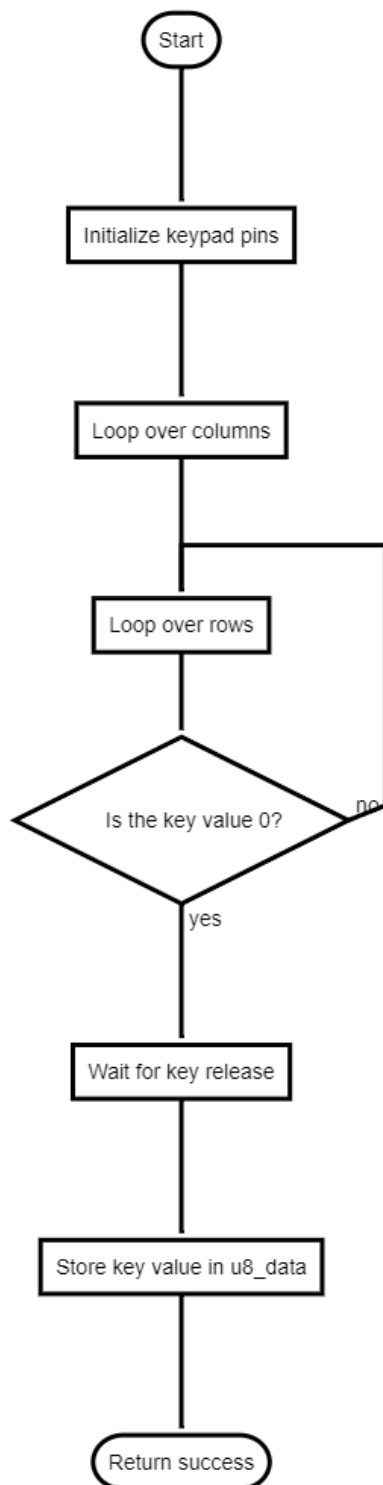 Start
Initialize keypad pins
Loop over columns
Loop over rows
Is the key value 0?
no
yes
Wait for key release
Store key value in u8_data
Return success